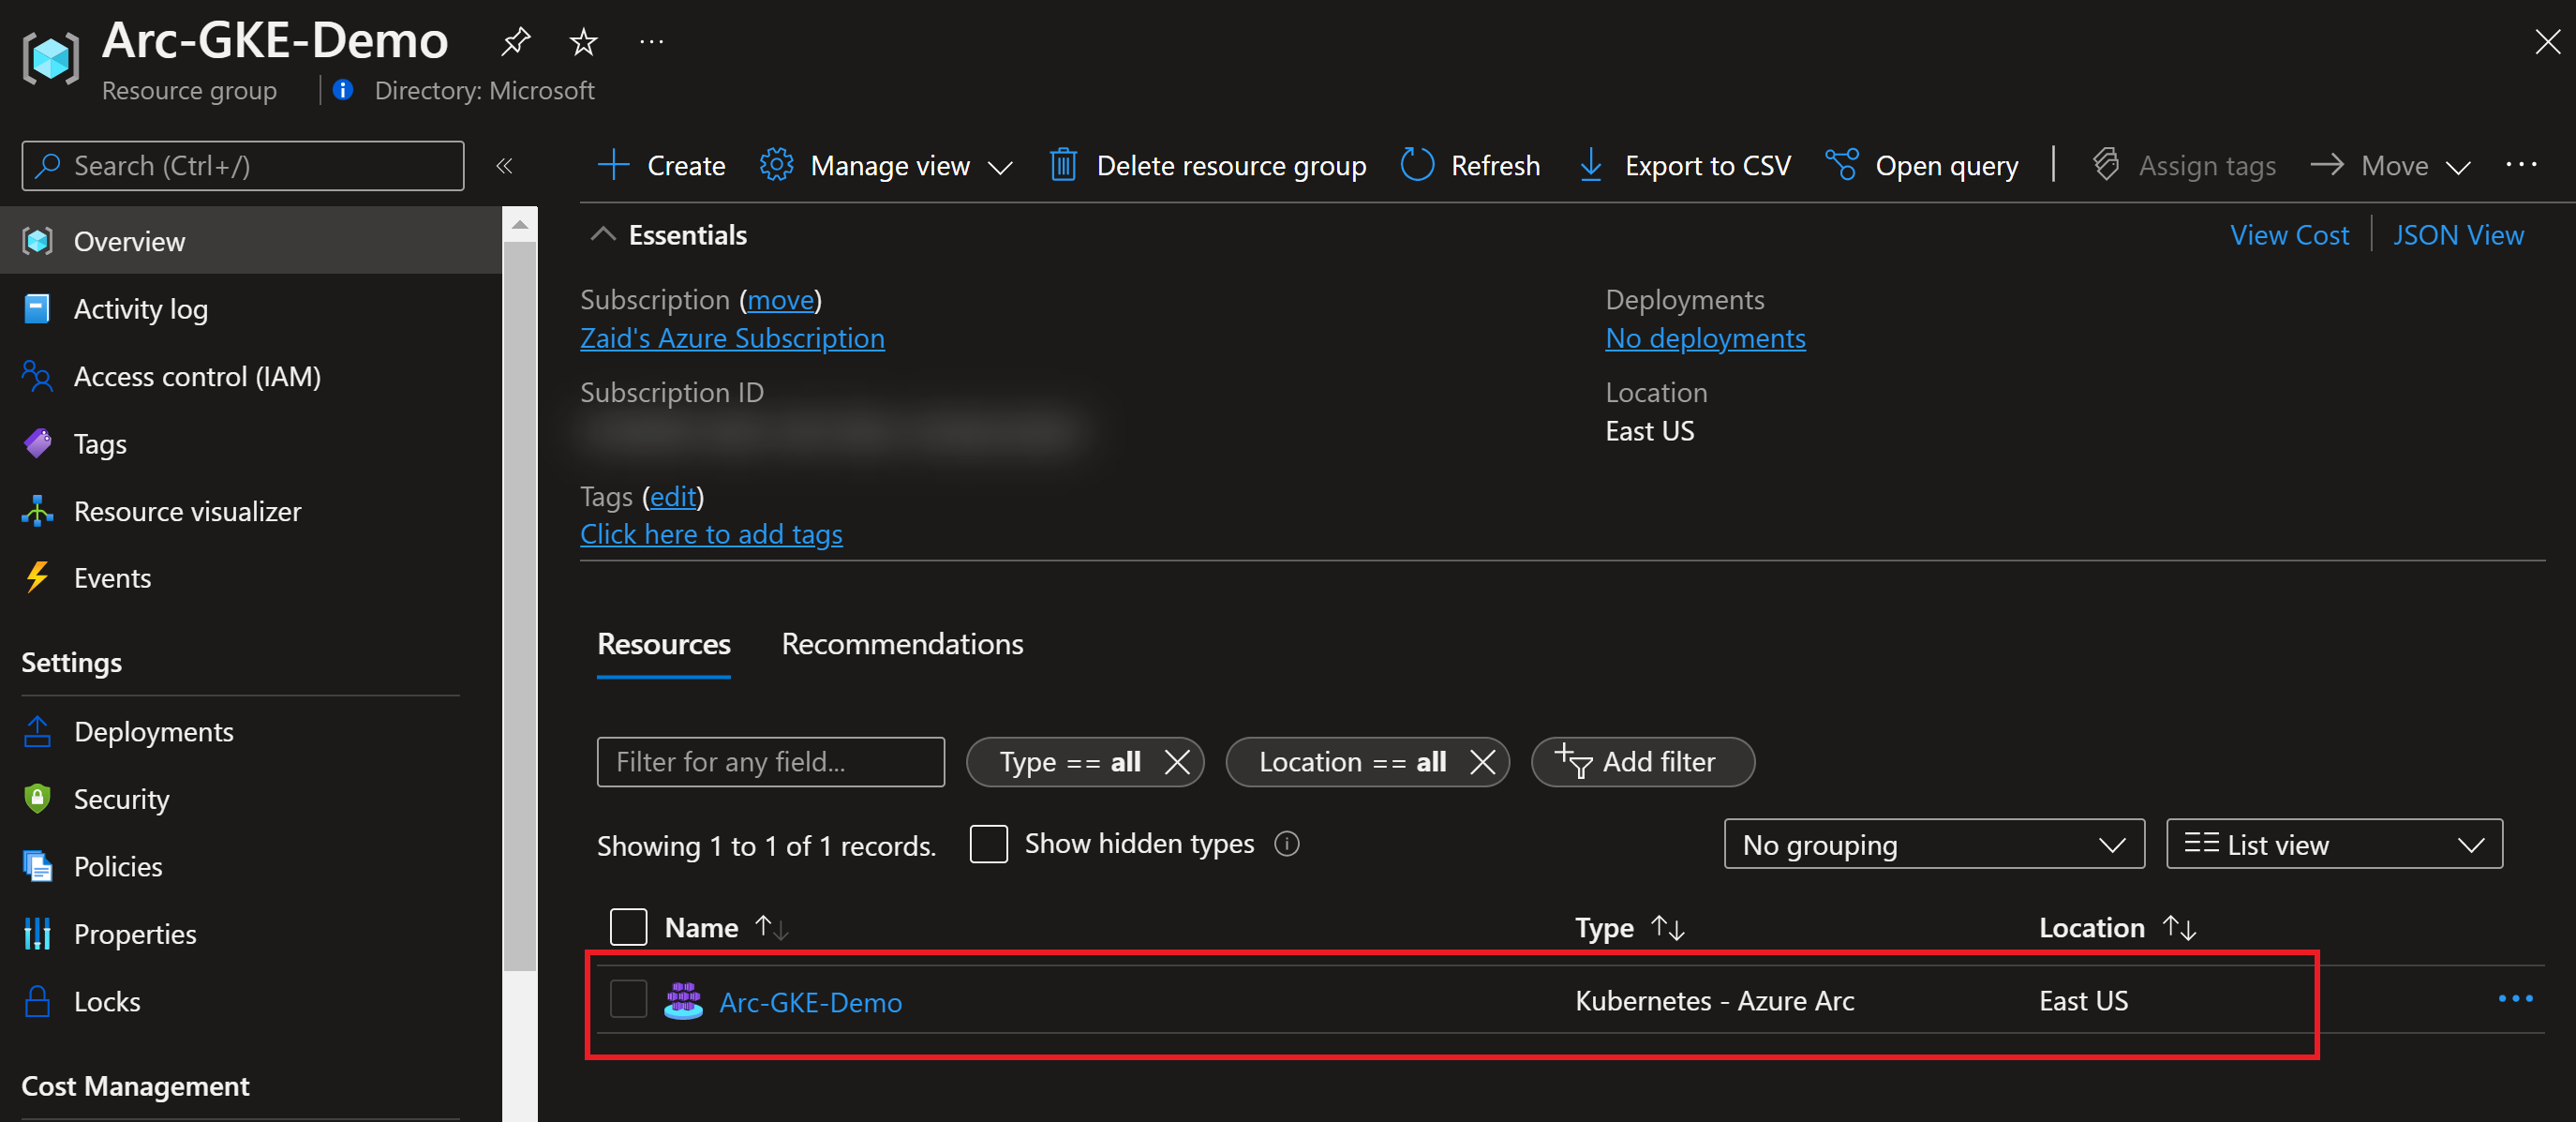 Arc-GKE-Demo
Resource group
Directory: Microsoft
Search (Ctrl+/)
Overview
Activity log
Access control (IAM)
Tags
Resource visualizer
Events
Settings
Deployments
Security
Policies
Properties
Locks
Cost Management
Create Manage view Delete resource group Refresh Export to CSV Open query Assign tags Move
Essentials
View Cost JSON View
Subscription (move)
Zaid's Azure Subscription
Subscription ID
Tags (edit)
Click here to add tags
Deployments
No deployments
Location
East US
Resources Recommendations
Filter for any field... Type == all Location == all Add filter
Showing 1 to 1 of 1 records. Show hidden types No grouping List view
Name Type Location
Arc-GKE-Demo Kubernetes - Azure Arc East US